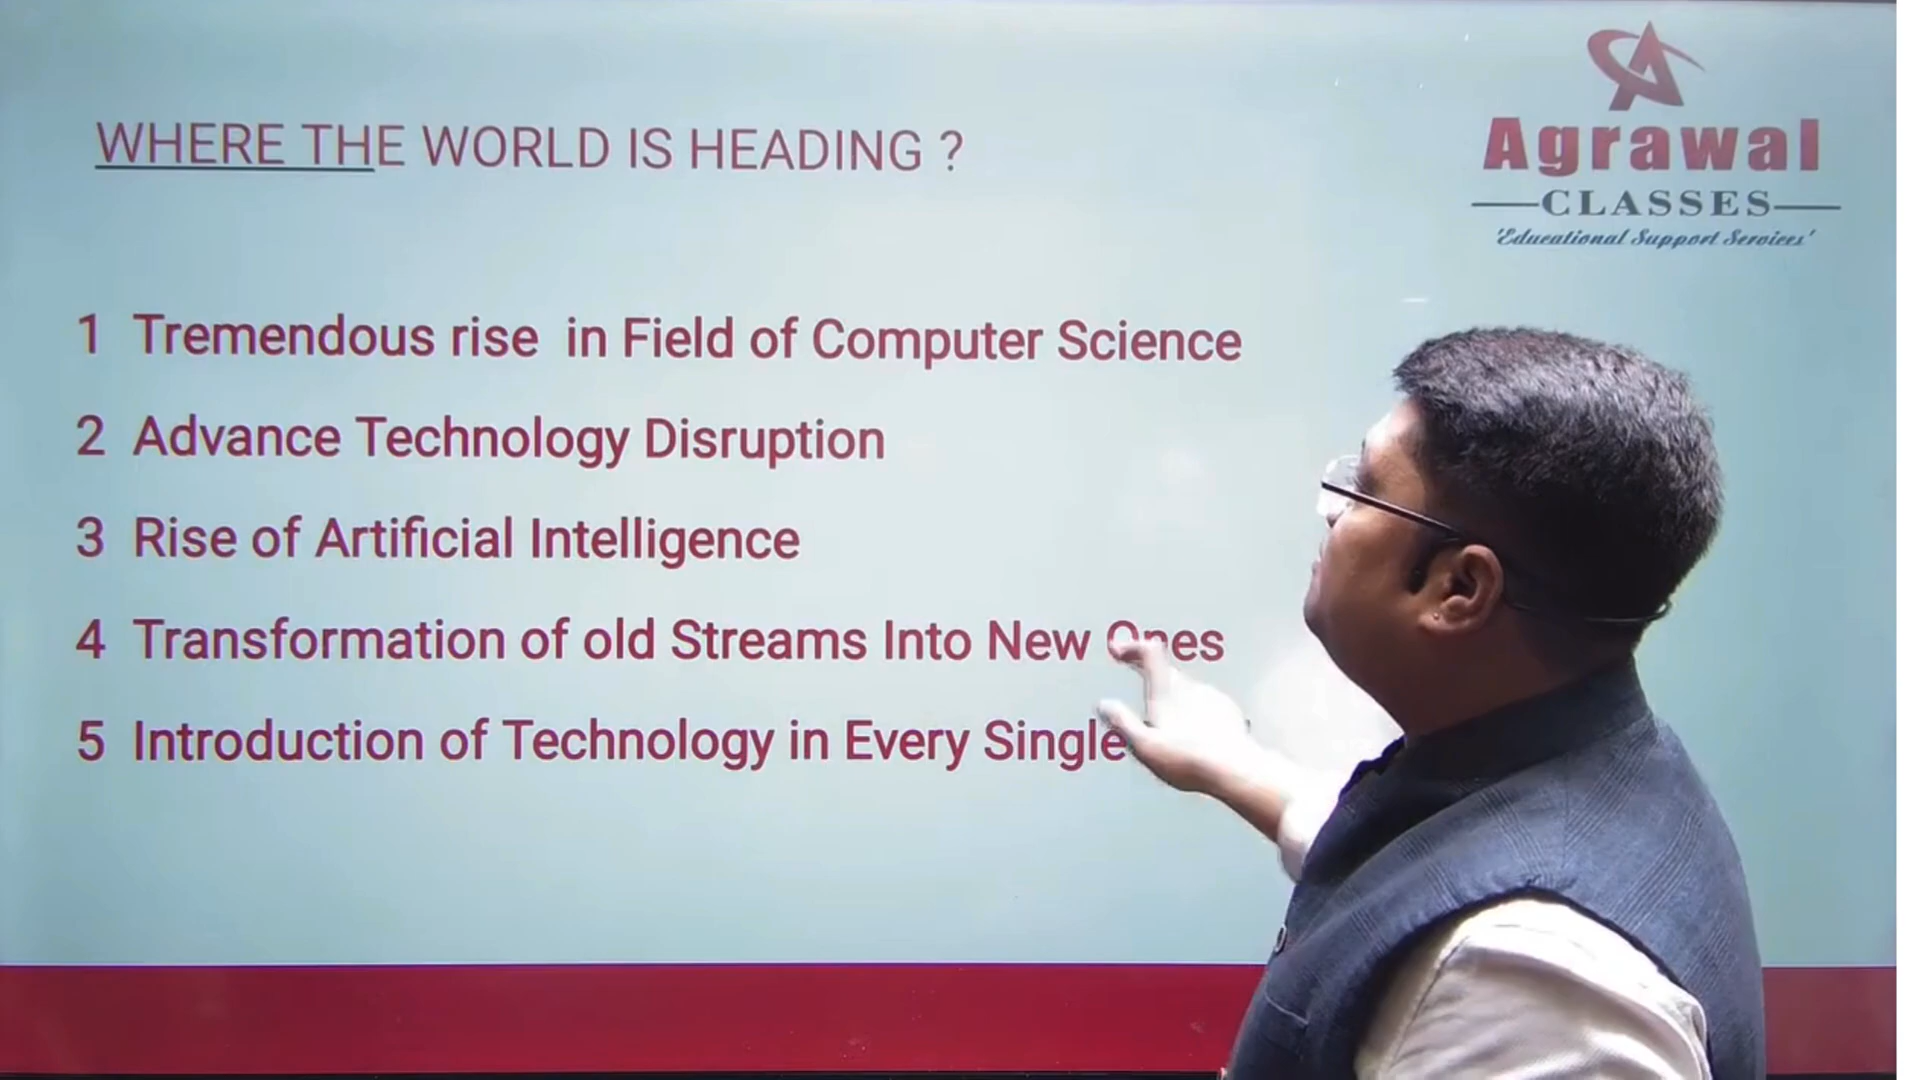 WHERE THE WORLD IS HEADING ?
Agrawal
CLASSES
'Educational Support Services'
1 Tremendous rise in Field of Computer Science
2 Advance Technology Disruption
3 Rise of Artificial Intelligence
4 Transformation of old Streams Into New Ones
5 Introduction of Technology in Every Single